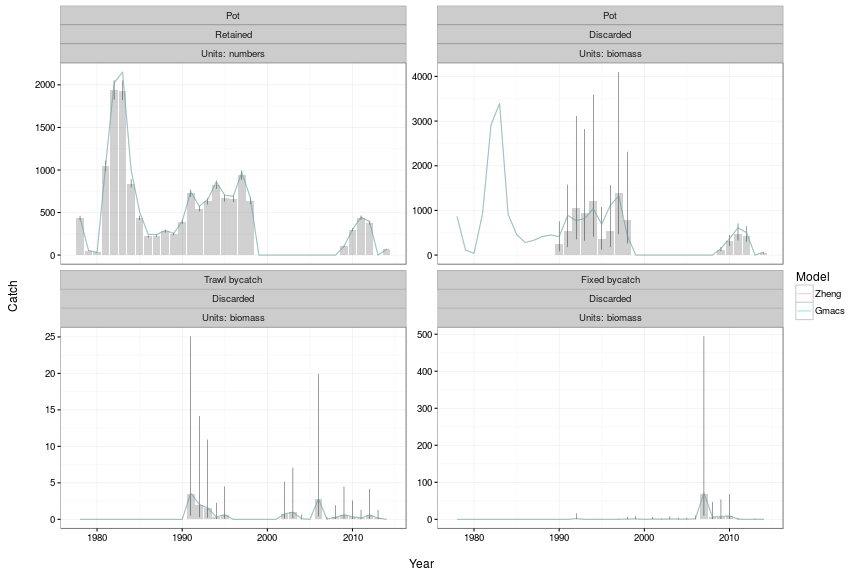 Pot
Retained
Units: numbers
Pot
Discarded
Units: biomass
2000
1500
1000
500
0
4000
3000
2000
1000
0
Trawl bycatch
Discarded
Units: biomass
Fixed bycatch
Discarded
Units: biomass
25
20
15
10
5
0
500
400
300
200
100
0
1980 1990 2000 2010
1980 1990 2000 2010
Catch
Year
Model
Zheng
Gmacs